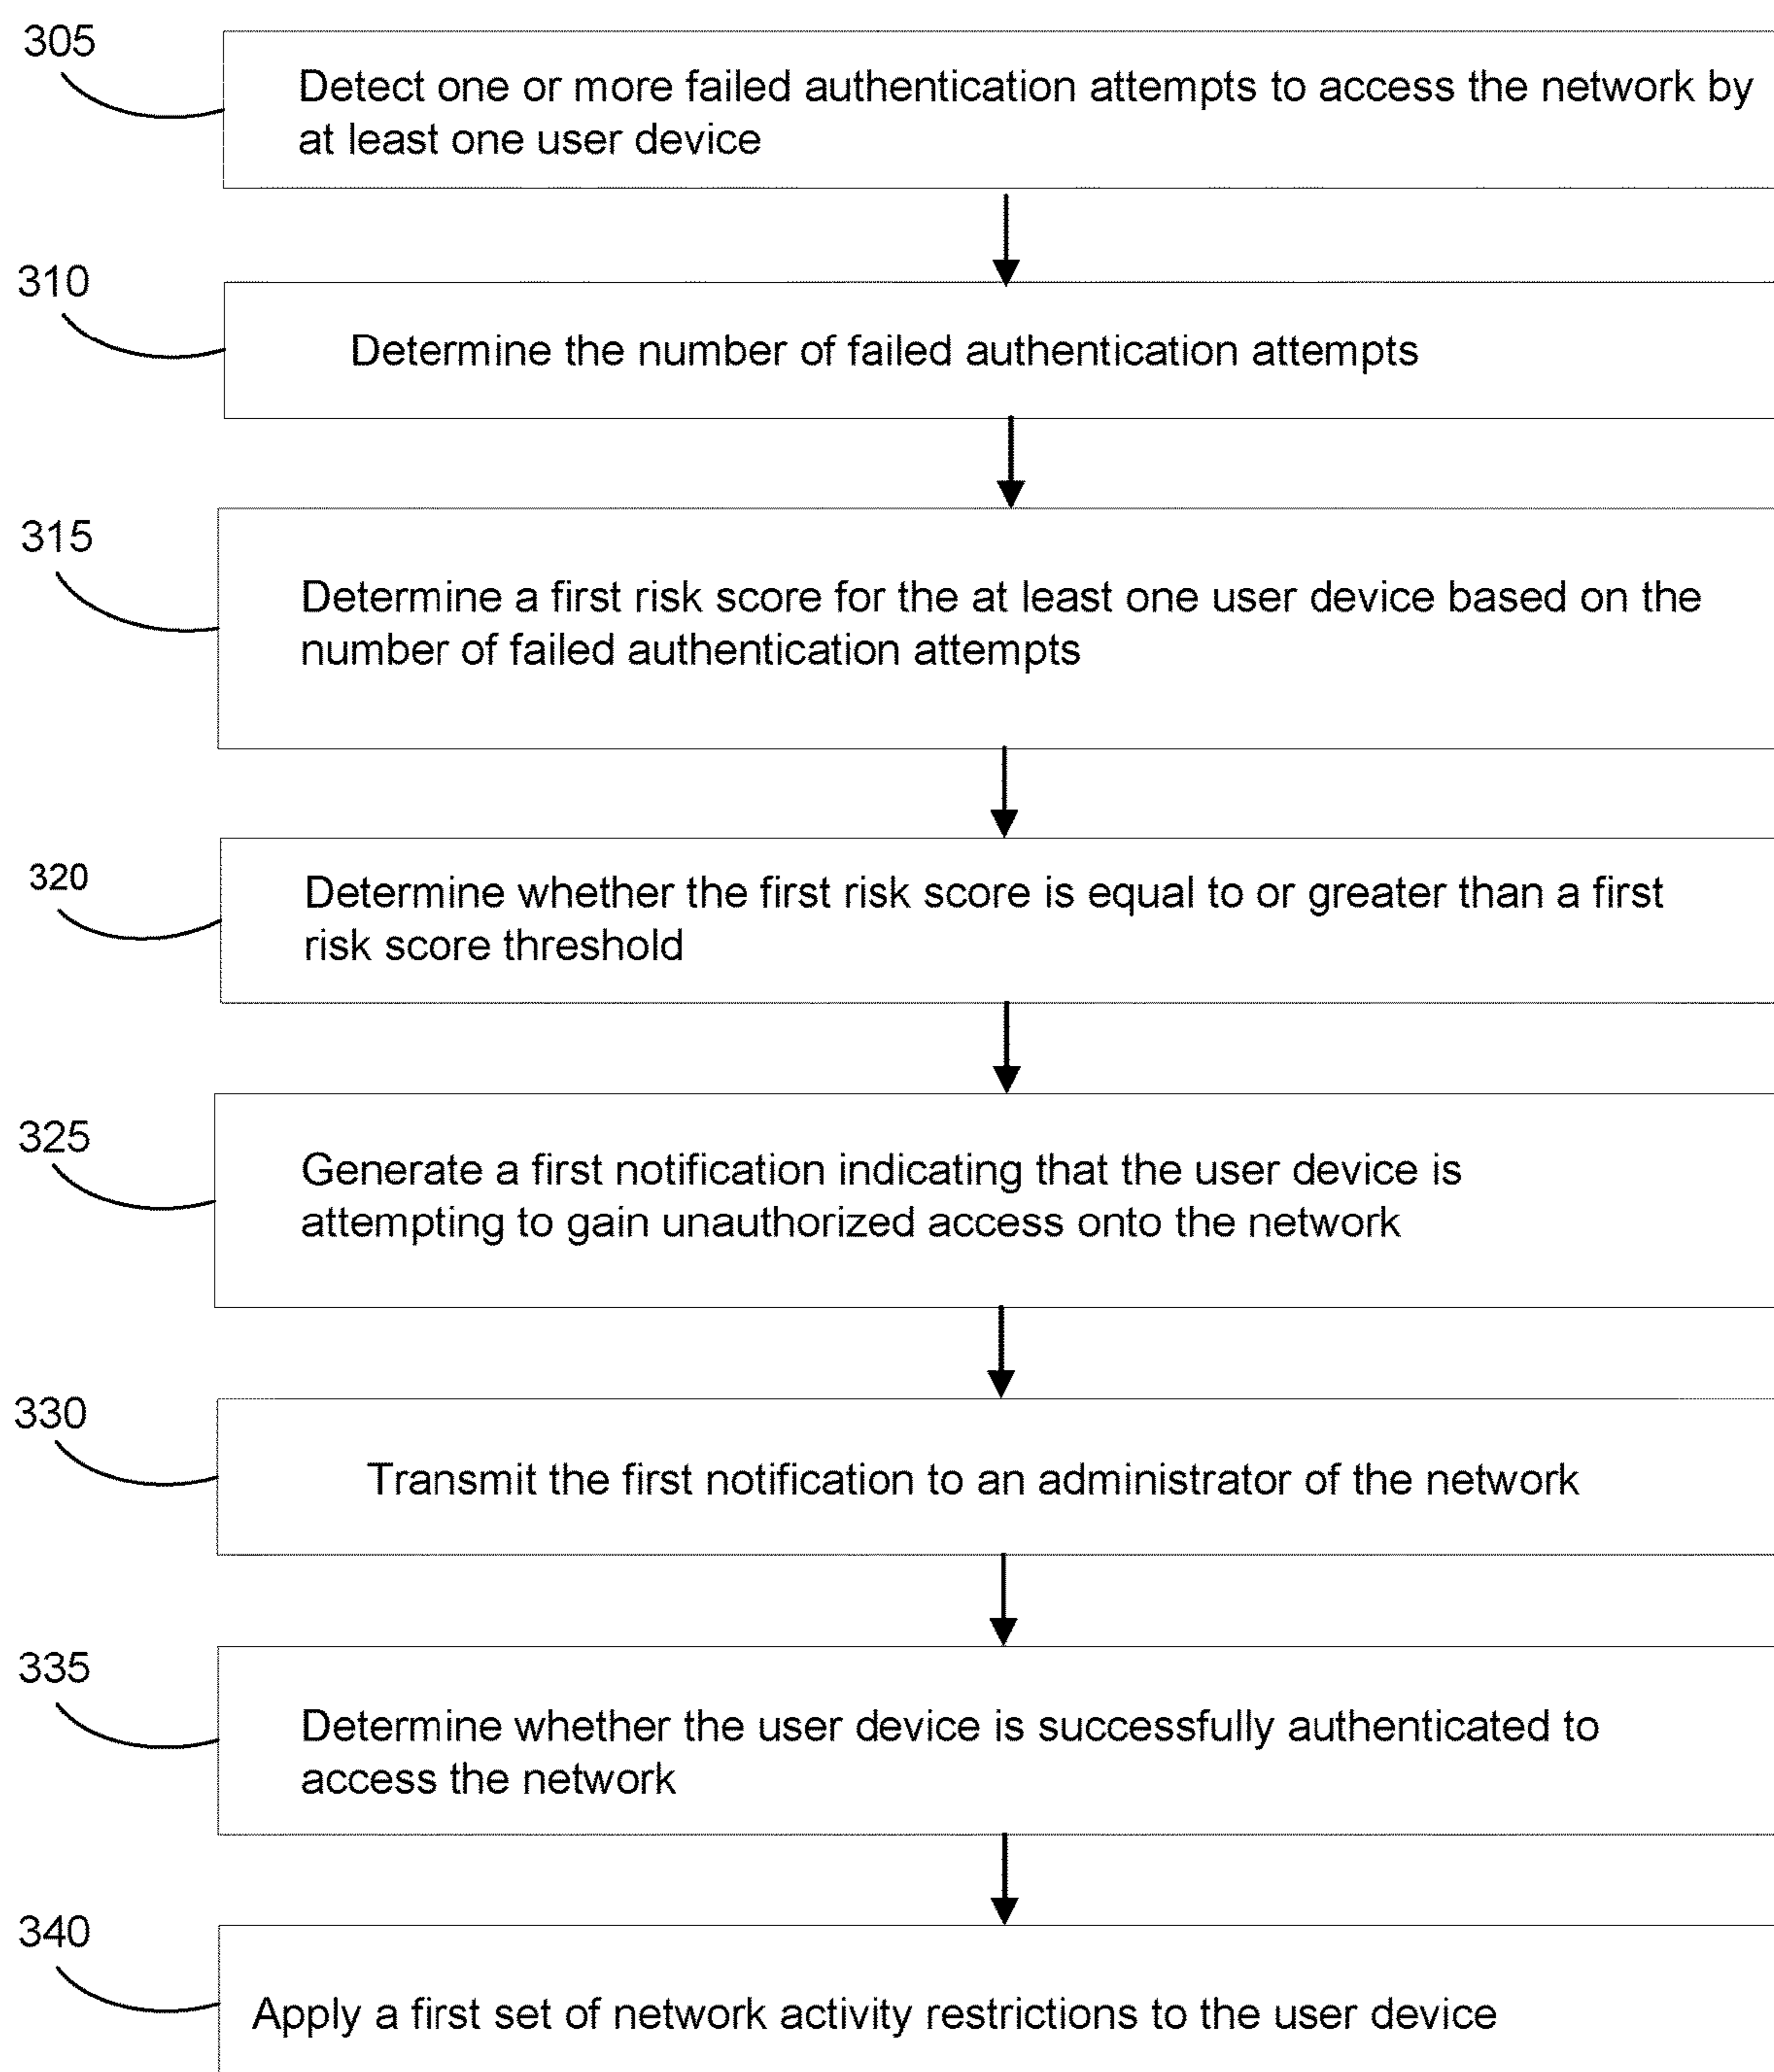 305
Detect one or more failed authentication attempts to access the network by
at least one user device
310
Determine the number of failed authentication attempts
315
Determine a first risk score for the at least one user device based on the
number of failed authentication attempts
320
Determine whether the first risk score is equal to or greater than a first
risk score threshold
325
Generate a first notification indicating that the user device is
attempting to gain unauthorized access onto the network
330
Transmit the first notification to an administrator of the network
335
Determine whether the user device is successfully authenticated to
access the network
340
Apply a first set of network activity restrictions to the user device